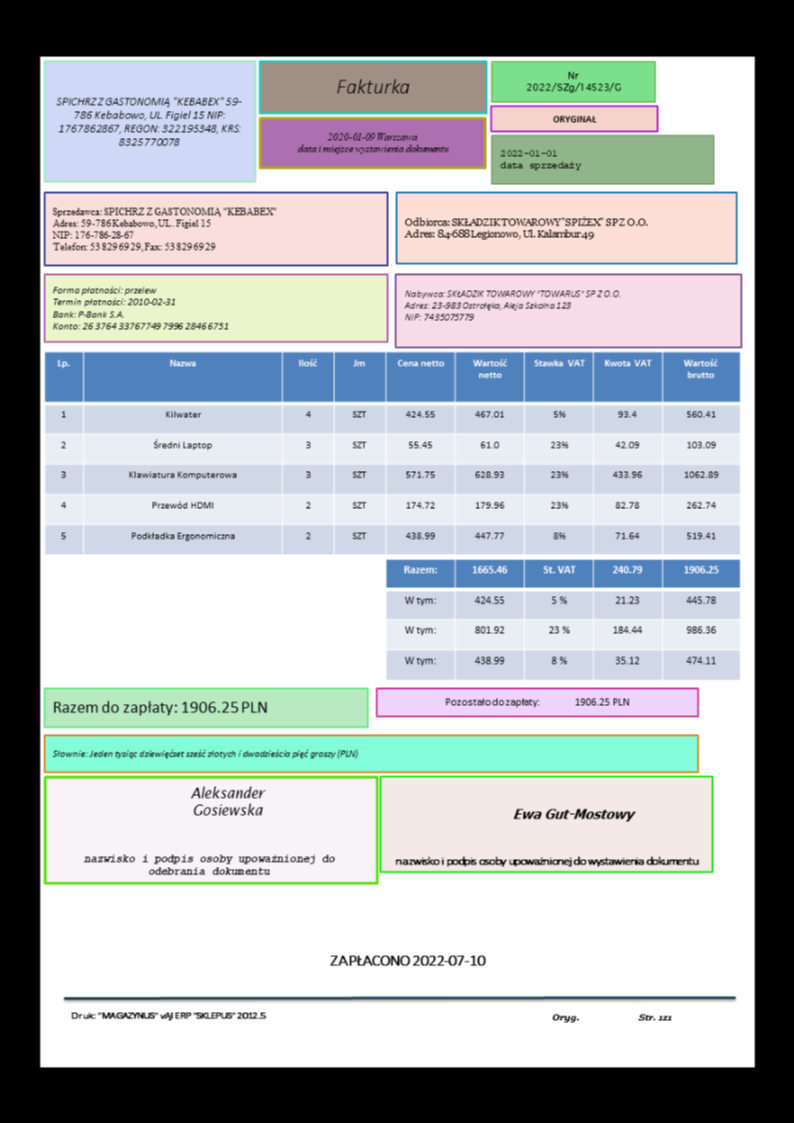 SPICHRZ Z GASTONOMIĄ "KEBABEX" 59-
786 Kebabowo, UL. Figiel 15 NIP:
1767862867, REGON: 322195348, KRS:
8325770078
Fakturka
2020-01-09 Warszawa
data i miejsce wystawienia dokumentu
Nr
2022/SZg/14523/G
ORYGINAŁ
2022-01-01
data sprzedaży
Sprzedawca: SPICHRZ Z GASTONOMIĄ "KEBABEX"
Adres: 59-786 Kebabowo, UL. Figiel 15
NIP: 176-786-28-67
Telefon: 538296929, Fax: 538296929
Odbiorca: SKŁADZIK TOWAROWY "SPIŻEX" SP Z O.O.
Adres: 84-688 Legionowo, Ul. Kalambur 49
Forma płatności: przelew
Termin płatności: 2010-02-31
Bank: P-Bank S.A.
Konto: 26 3764 33767749 7996 28466751
Nabywca: SKŁADZIK TOWAROWY "TOWARUS" SP Z O.O.
Adres: 23-983 Ostrołęka, Aleja Szkolna 123
NIP: 7435075779
Lp. Nazwa Ilość Jm Cena netto Wartość netto Stawka VAT Kwota VAT Wartość brutto
1 Kilwater 4 SZT 424.55 467.01 5% 93.4 560.41
2 Średni Laptop 3 SZT 55.45 61.0 23% 42.09 103.09
3 Klawiatura Komputerowa 3 SZT 571.75 628.93 23% 433.96 1062.89
4 Przewód HDMI 2 SZT 174.72 179.96 23% 82.78 262.74
5 Podkładka Ergonomiczna 2 SZT 438.99 447.77 8% 71.64 519.41
Razem: 1665.46 St. VAT 240.79 1906.25
W tym: 424.55 5 % 21.23 445.78
W tym: 801.92 23 % 184.44 986.36
W tym: 438.99 8 % 35.12 474.11
Razem do zapłaty: 1906.25 PLN
Pozostało do zapłaty: 1906.25 PLN
Słownie: Jeden tysiąc dziewięćset sześć złotych i dwadzieścia pięć groszy (PLN)
Aleksander
Gosiewska
nazwisko i podpis osoby upoważnionej do
odebrania dokumentu
Ewa Gut-Mostowy
nazwisko i podpis osoby upoważnionej do wystawienia dokumentu
ZAPŁACONO 2022-07-10
Druk: "MAGAZYNUS" vAJ ERP "SKLEPUS" 2012.5
Oryg. Str. 121